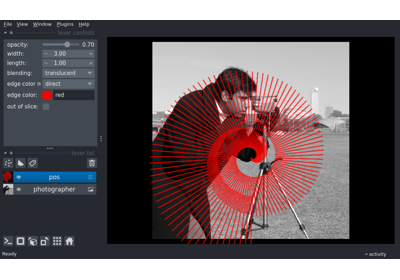 File View Window Plugins Help
layer controls
opacity: 0.70
width: 3.00
length: 1.00
blending: translucent
edge color m direct
edge color: red
out of slice:
layer list
pos
photographer
Ready
activity